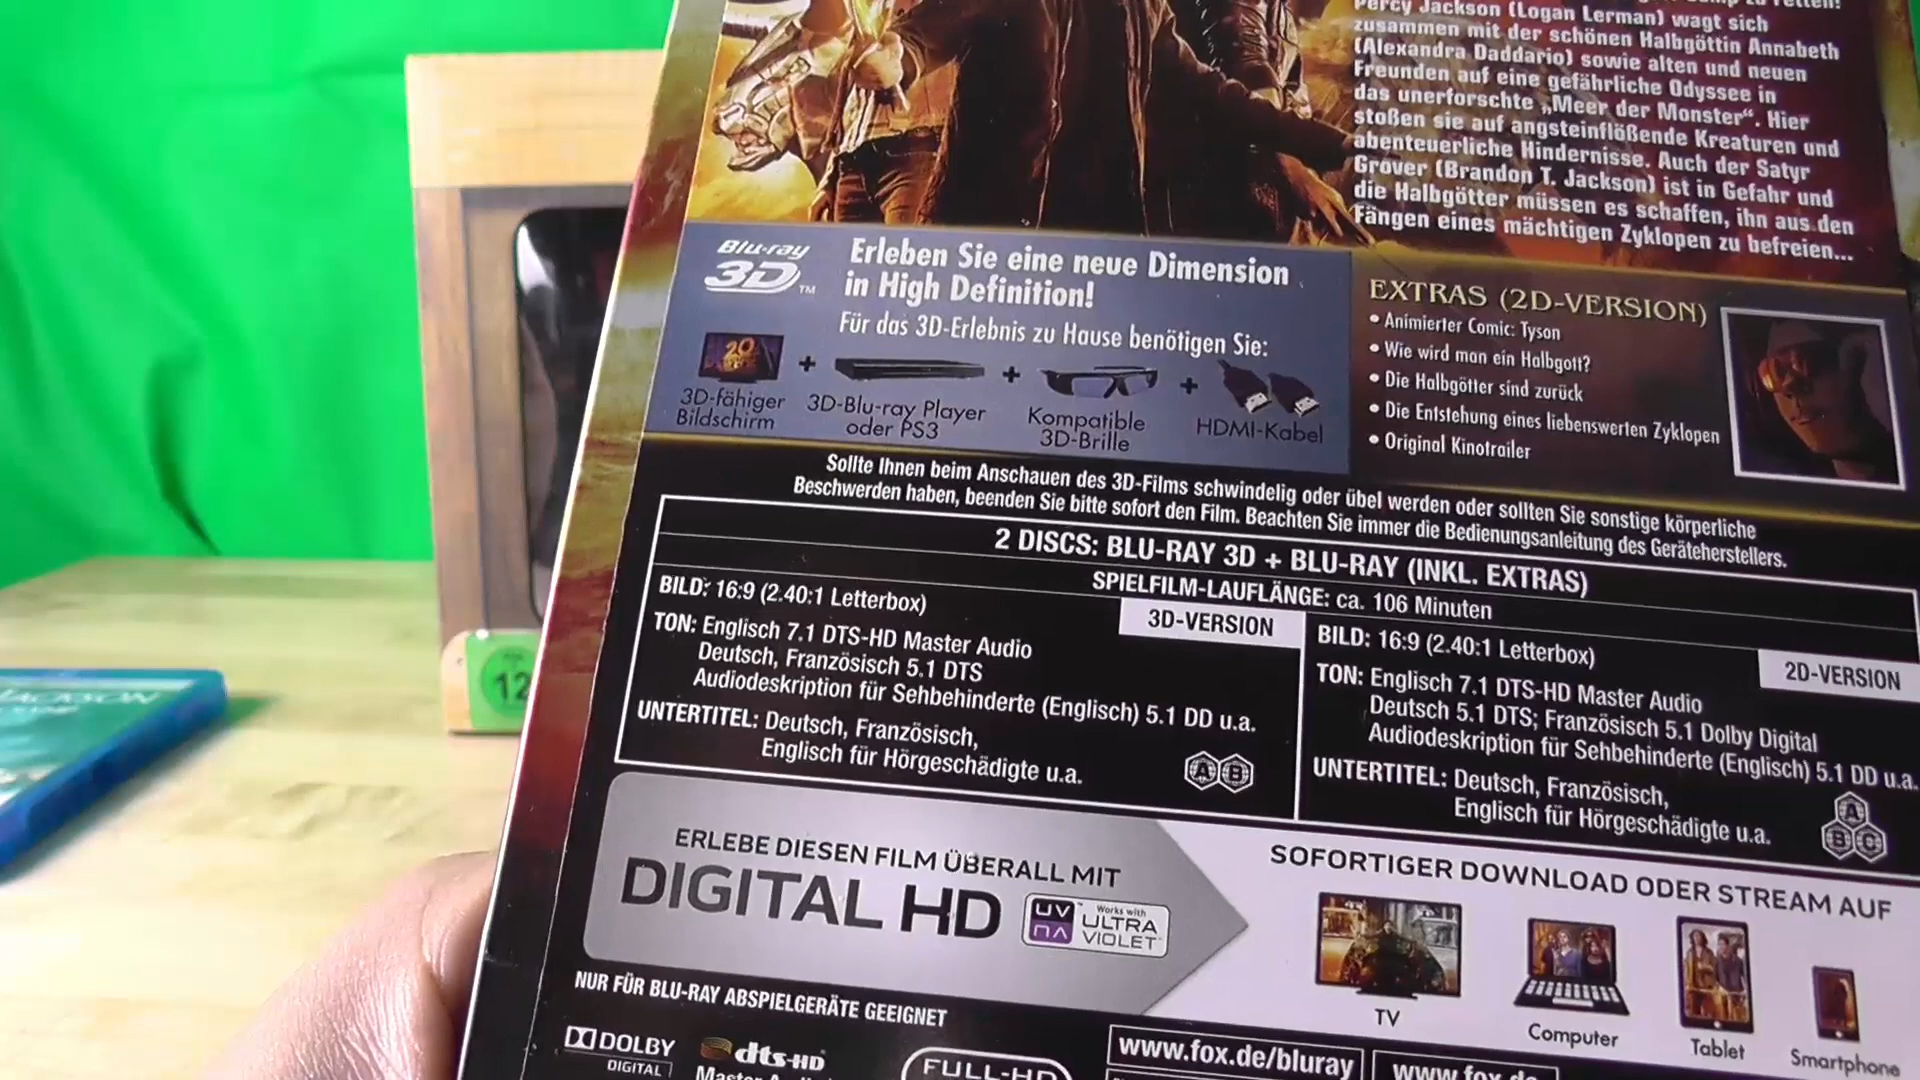 Percy Jackson (Logan Lerman) wagt sich
zusammen mit der schönen Halbgöttin Annabeth
(Alexandra Daddario) sowie alten und neuen
Freunden auf eine gefährliche Odyssee in
das unerforschte „Meer der Monster“. Hier
stoßen sie auf angsteinflößende Kreaturen und
abenteuerliche Hindernisse. Auch der Satyr
Grover (Brandon T. Jackson) ist in Gefahr und
die Halbgötter müssen es schaffen, ihn aus den
Fängen eines mächtigen Zyklopen zu befreien...
Blu-ray
3D™
Erleben Sie eine neue Dimension
in High Definition!
Für das 3D-Erlebnis zu Hause benötigen Sie:
20
+ + +
3D-fähiger
Bildschirm
3D-Blu-ray Player
oder PS3
Kompatible
3D-Brille
HDMI-Kabel
EXTRAS (2D-VERSION)
• Animierter Comic: Tyson
• Wie wird man ein Halbgott?
• Die Halbgötter sind zurück
• Die Entstehung eines liebenswerten Zyklopen
• Original Kinotrailer
Sollte Ihnen beim Anschauen des 3D-Films schwindelig oder übel werden oder sollten Sie sonstige körperliche
Beschwerden haben, beenden Sie bitte sofort den Film. Beachten Sie immer die Bedienungsanleitung des Geräteherstellers.
2 DISCS: BLU-RAY 3D + BLU-RAY (INKL. EXTRAS)
SPIELFILM-LAUFLÄNGE: ca. 106 Minuten
3D-VERSION
BILD: 16:9 (2.40:1 Letterbox)
TON: Englisch 7.1 DTS-HD Master Audio
Deutsch, Französisch 5.1 DTS
Audiodeskription für Sehbehinderte (Englisch) 5.1 DD u.a.
UNTERTITEL: Deutsch, Französisch,
Englisch für Hörgeschädigte u.a.
A B
2D-VERSION
BILD: 16:9 (2.40:1 Letterbox)
TON: Englisch 7.1 DTS-HD Master Audio
Deutsch 5.1 DTS; Französisch 5.1 Dolby Digital
Audiodeskription für Sehbehinderte (Englisch) 5.1 DD u.a.
UNTERTITEL: Deutsch, Französisch,
Englisch für Hörgeschädigte u.a.
A
B C
ERLEBE DIESEN FILM ÜBERALL MIT
DIGITAL HD
UV
Works with
ULTRA
VIOLET
SOFORTIGER DOWNLOAD ODER STREAM AUF
TV
Computer
Tablet
Smartphone
NUR FÜR BLU-RAY ABSPIELGERÄTE GEEIGNET
DOLBY
DIGITAL
dts-HD
Master
FULL-HD
www.fox.de/bluray
www.fox.de
12
JACKSON